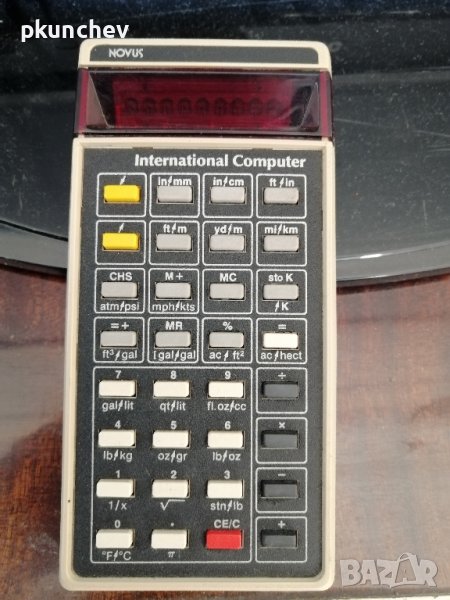 pkunchev
NOVUS
International Computer
in/mm in/cm ft/in
ft/m yd/m mi/km
CHS M+ MC sto K
atm/psi mph/kts /K
=+ MR % =
ft³/gal Igal/gal ac/ft² ac/hect
7 8 9 ÷
gal/lit qt/lit fl.oz/cc
4 5 6 ×
lb/kg oz/gr lb/oz
1 2 3 −
1/x √ stn/lb
0 . CE/C +
°F/°C π
BAZAR